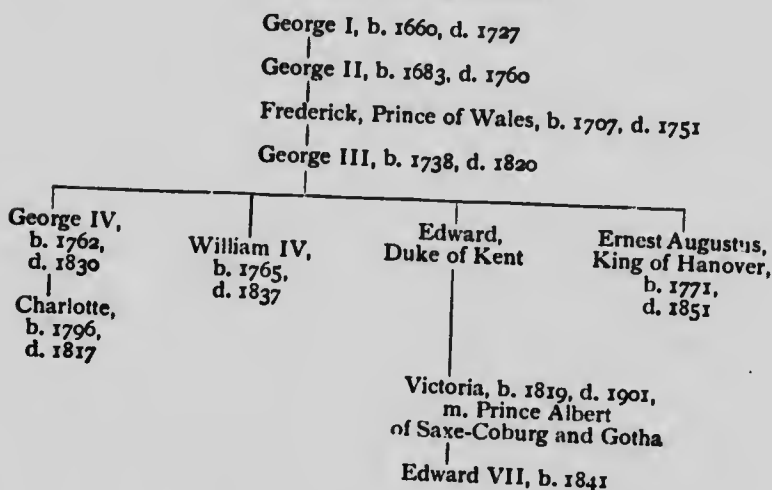 George I, b. 1660, d. 1727
George II, b. 1683, d. 1760
Frederick, Prince of Wales, b. 1707, d. 1751
George III, b. 1738, d. 1820
George IV,
b. 1762,
d. 1830
Charlotte,
b. 1796,
d. 1817
William IV,
b. 1765,
d. 1837
Edward,
Duke of Kent
Ernest Augustus,
King of Hanover,
b. 1771,
d. 1851
Victoria, b. 1819, d. 1901,
m. Prince Albert
of Saxe-Coburg and Gotha
Edward VII, b. 1841